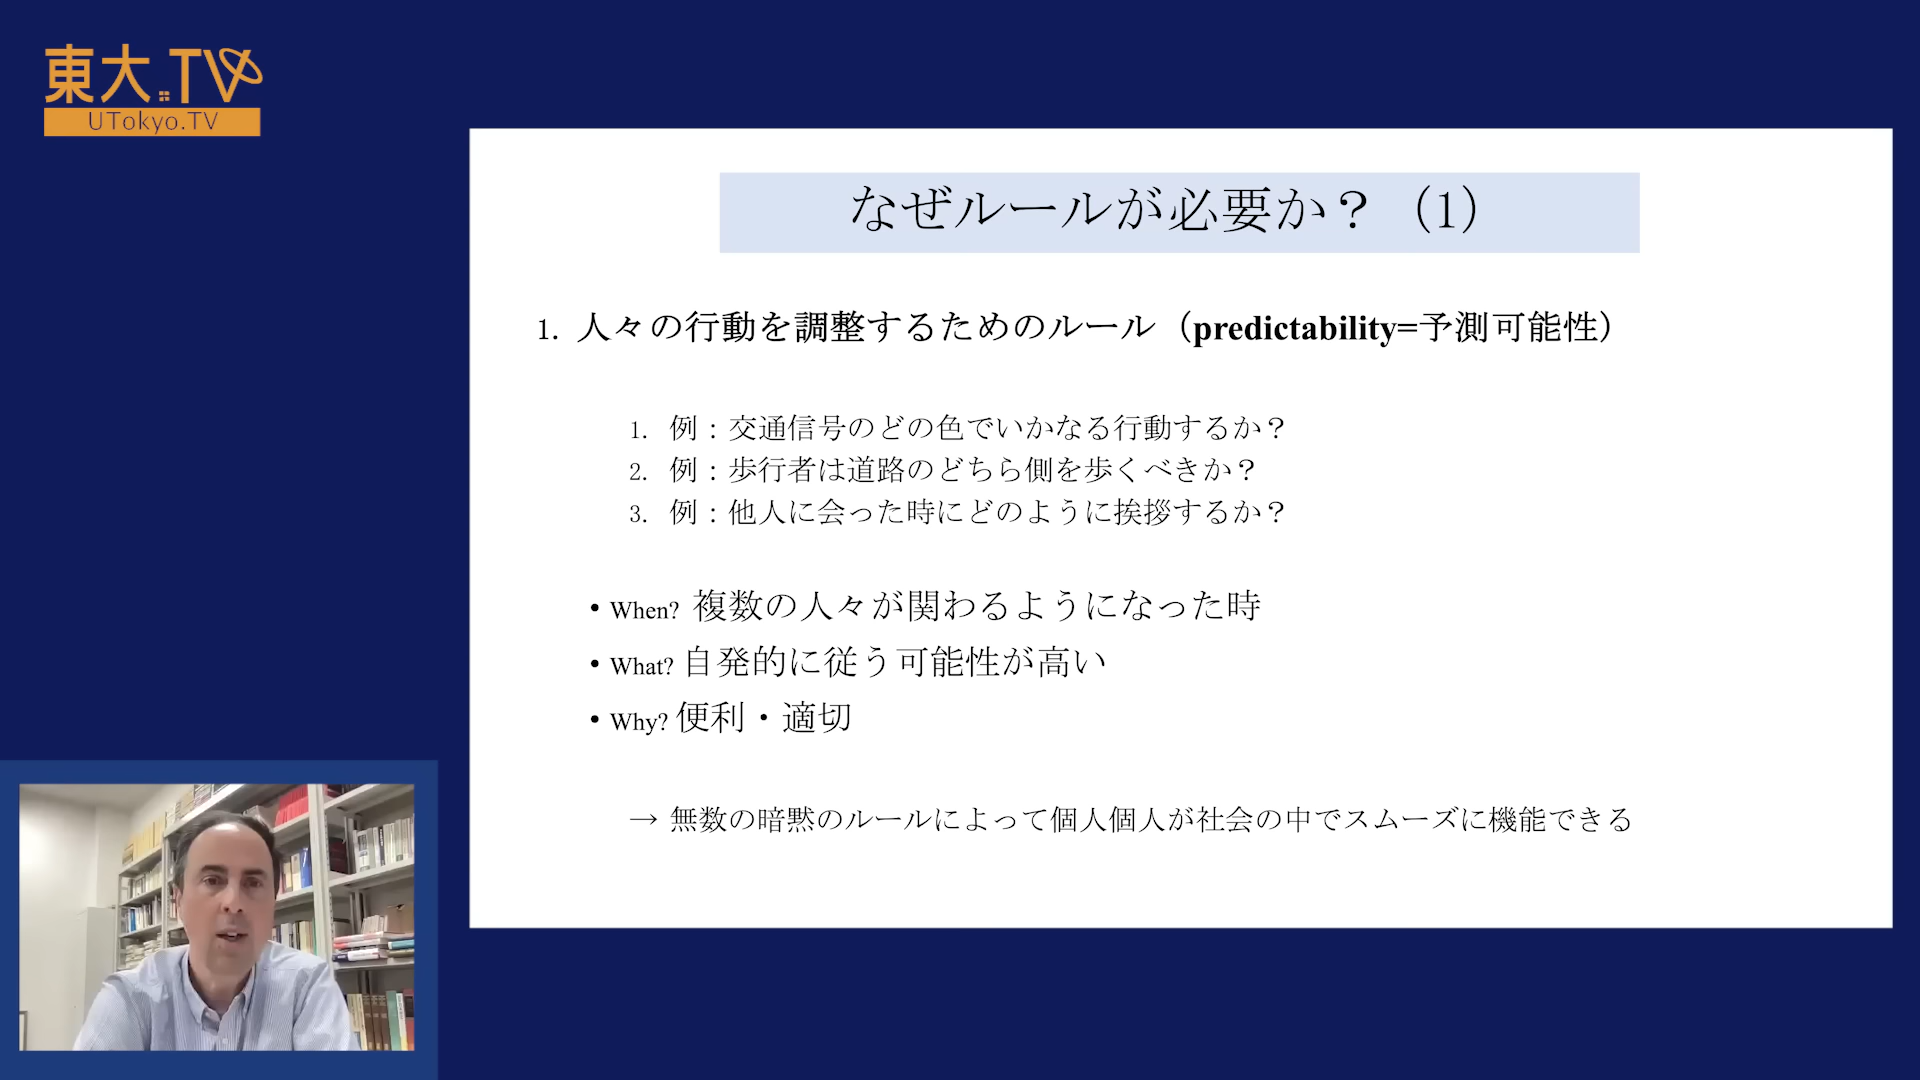 東大.TV
UTokyo.TV
なぜルールが必要か？（1）
1. 人々の行動を調整するためのルール（predictability=予測可能性）
1. 例：交通信号のどの色でいかなる行動するか？
2. 例：歩行者は道路のどちら側を歩くべきか？
3. 例：他人に会った時にどのように挨拶するか？
• When? 複数の人々が関わるようになった時
• What? 自発的に従う可能性が高い
• Why? 便利・適切
→ 無数の暗黙のルールによって個人個人が社会の中でスムーズに機能できる